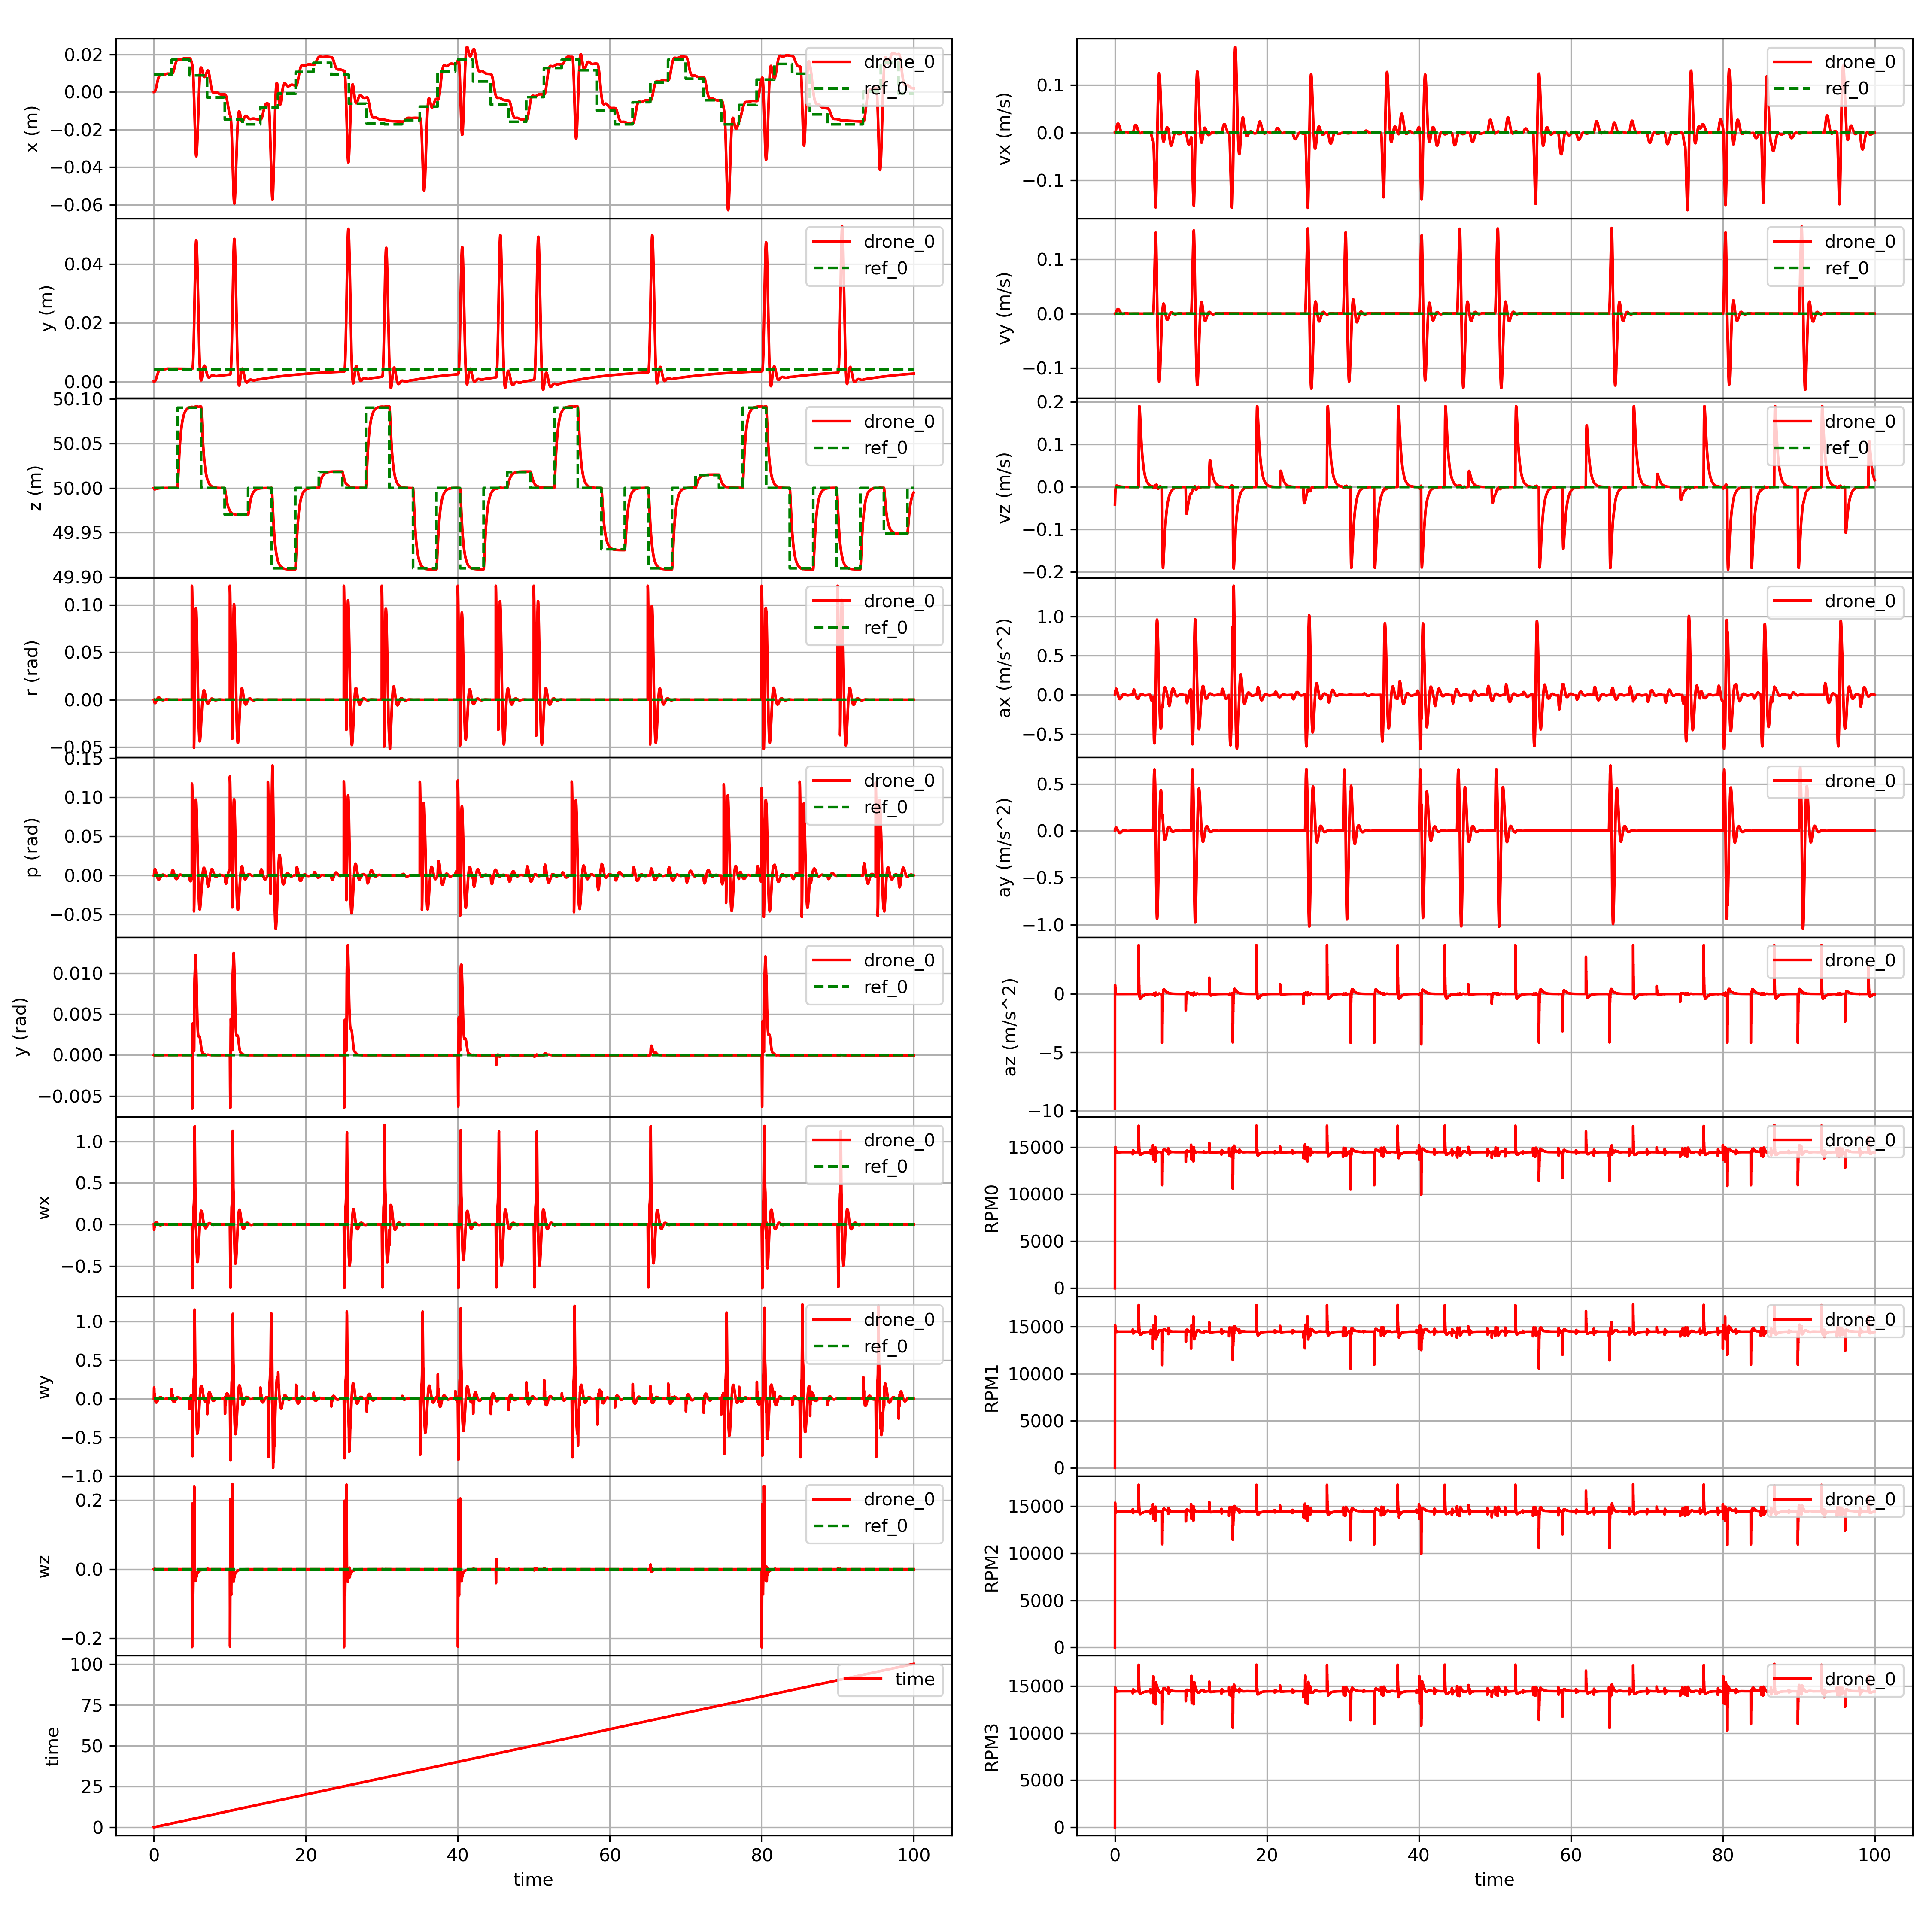 x (m)
0.02
0.00
−0.02
−0.04
−0.06
drone_0
ref_0
y (m)
0.04
0.02
0.00
drone_0
ref_0
z (m)
50.10
50.05
50.00
49.95
49.90
drone_0
ref_0
r (rad)
0.10
0.05
0.00
−0.05
drone_0
ref_0
p (rad)
0.15
0.10
0.05
0.00
−0.05
drone_0
ref_0
y (rad)
0.010
0.005
0.000
−0.005
drone_0
ref_0
wx
1.0
0.5
0.0
−0.5
drone_0
ref_0
wy
1.0
0.5
0.0
−0.5
−1.0
drone_0
ref_0
wz
0.2
0.0
−0.2
drone_0
ref_0
time
100
75
50
25
0
time
0 20 40 60 80 100
time
vx (m/s)
0.1
0.0
−0.1
drone_0
ref_0
vy (m/s)
0.1
0.0
−0.1
drone_0
ref_0
vz (m/s)
0.2
0.1
0.0
−0.1
−0.2
drone_0
ref_0
ax (m/s^2)
1.0
0.5
0.0
−0.5
drone_0
ay (m/s^2)
0.5
0.0
−0.5
−1.0
drone_0
az (m/s^2)
0
−5
−10
drone_0
RPM0
15000
10000
5000
0
drone_0
RPM1
15000
10000
5000
0
drone_0
RPM2
15000
10000
5000
0
drone_0
RPM3
15000
10000
5000
0
drone_0
0 20 40 60 80 100
time